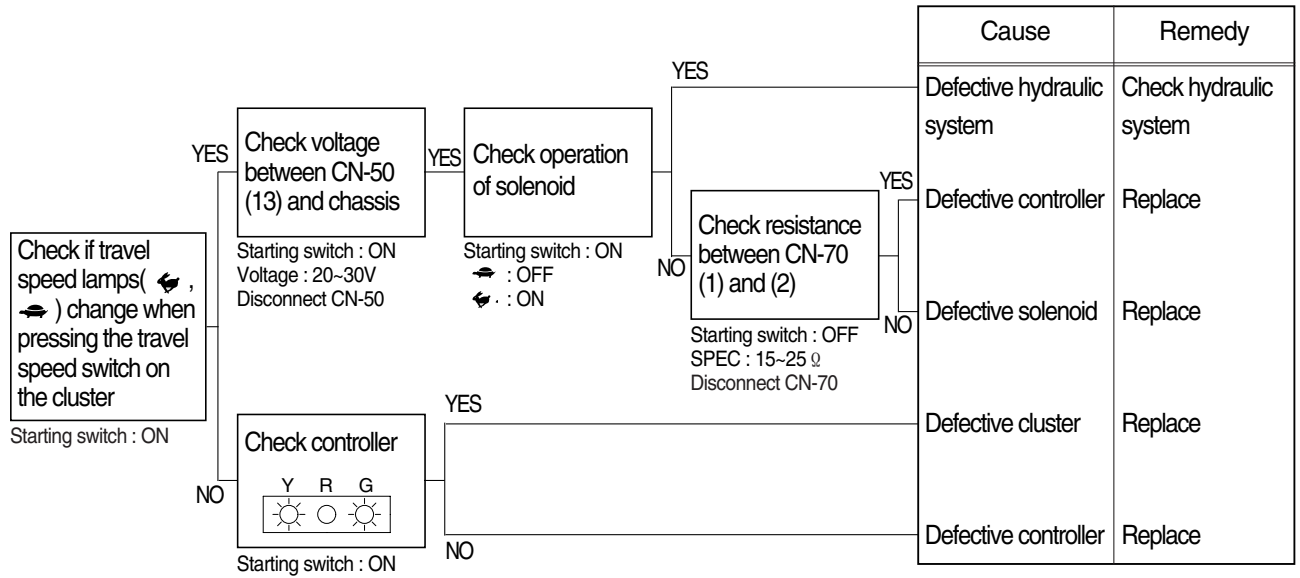 Cause
Remedy
YES
Defective hydraulic
system
Check hydraulic
system
YES
Check voltage
between CN-50
(13) and chassis
Starting switch : ON
Voltage : 20~30V
Disconnect CN-50
YES
Check operation
of solenoid
Starting switch : ON
: OFF
: ON
NO
Check resistance
between CN-70
(1) and (2)
Starting switch : OFF
SPEC : 15~25 Ω
Disconnect CN-70
YES
Defective controller
Replace
NO
Defective solenoid
Replace
Check if travel
speed lamps( ,
) change when
pressing the travel
speed switch on
the cluster
Starting switch : ON
NO
Check controller
Y R G
Starting switch : ON
YES
Defective cluster
Replace
NO
Defective controller
Replace